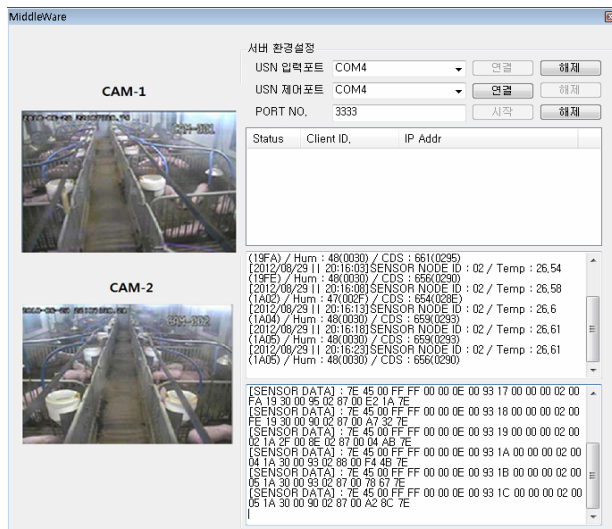 MiddleWare
CAM-1
CAM-2
서버 환경설정
USN 입력포트 COM4 연결 해제
USN 제어포트 COM4 연결 해제
PORT NO, 3333 시작 해제
Status Client ID, IP Addr
(19FA) / Hum : 48(0030) / CDS : 661(0295)
[2012/08/29 || 20:16:03]SENSOR NODE ID : 02 / Temp : 26,54
(19FE) / Hum : 48(0030) / CDS : 656(0290)
[2012/08/29 || 20:16:08]SENSOR NODE ID : 02 / Temp : 26,58
(1A02) / Hum : 47(002F) / CDS : 654(028E)
[2012/08/29 || 20:16:13]SENSOR NODE ID : 02 / Temp : 26,6
(1A04) / Hum : 48(0030) / CDS : 659(0293)
[2012/08/29 || 20:16:18]SENSOR NODE ID : 02 / Temp : 26,61
(1A05) / Hum : 48(0030) / CDS : 659(0293)
[2012/08/29 || 20:16:23]SENSOR NODE ID : 02 / Temp : 26,61
(1A05) / Hum : 48(0030) / CDS : 656(0290)
[SENSOR DATA] : 7E 45 00 FF FF 00 00 0E 00 93 17 00 00 00 02 00
FA 19 30 00 95 02 87 00 E2 1A 7E
[SENSOR DATA] : 7E 45 00 FF FF 00 00 0E 00 93 18 00 00 00 02 00
FE 19 30 00 90 02 87 00 A7 32 7E
[SENSOR DATA] : 7E 45 00 FF FF 00 00 0E 00 93 19 00 00 00 02 00
02 1A 2F 00 8E 02 87 00 04 AB 7E
[SENSOR DATA] : 7E 45 00 FF FF 00 00 0E 00 93 1A 00 00 00 02 00
04 1A 30 00 93 02 88 00 F4 4B 7E
[SENSOR DATA] : 7E 45 00 FF FF 00 00 0E 00 93 1B 00 00 00 02 00
05 1A 30 00 93 02 87 00 78 67 7E
[SENSOR DATA] : 7E 45 00 FF FF 00 00 0E 00 93 1C 00 00 00 02 00
05 1A 30 00 90 02 87 00 A2 8C 7E